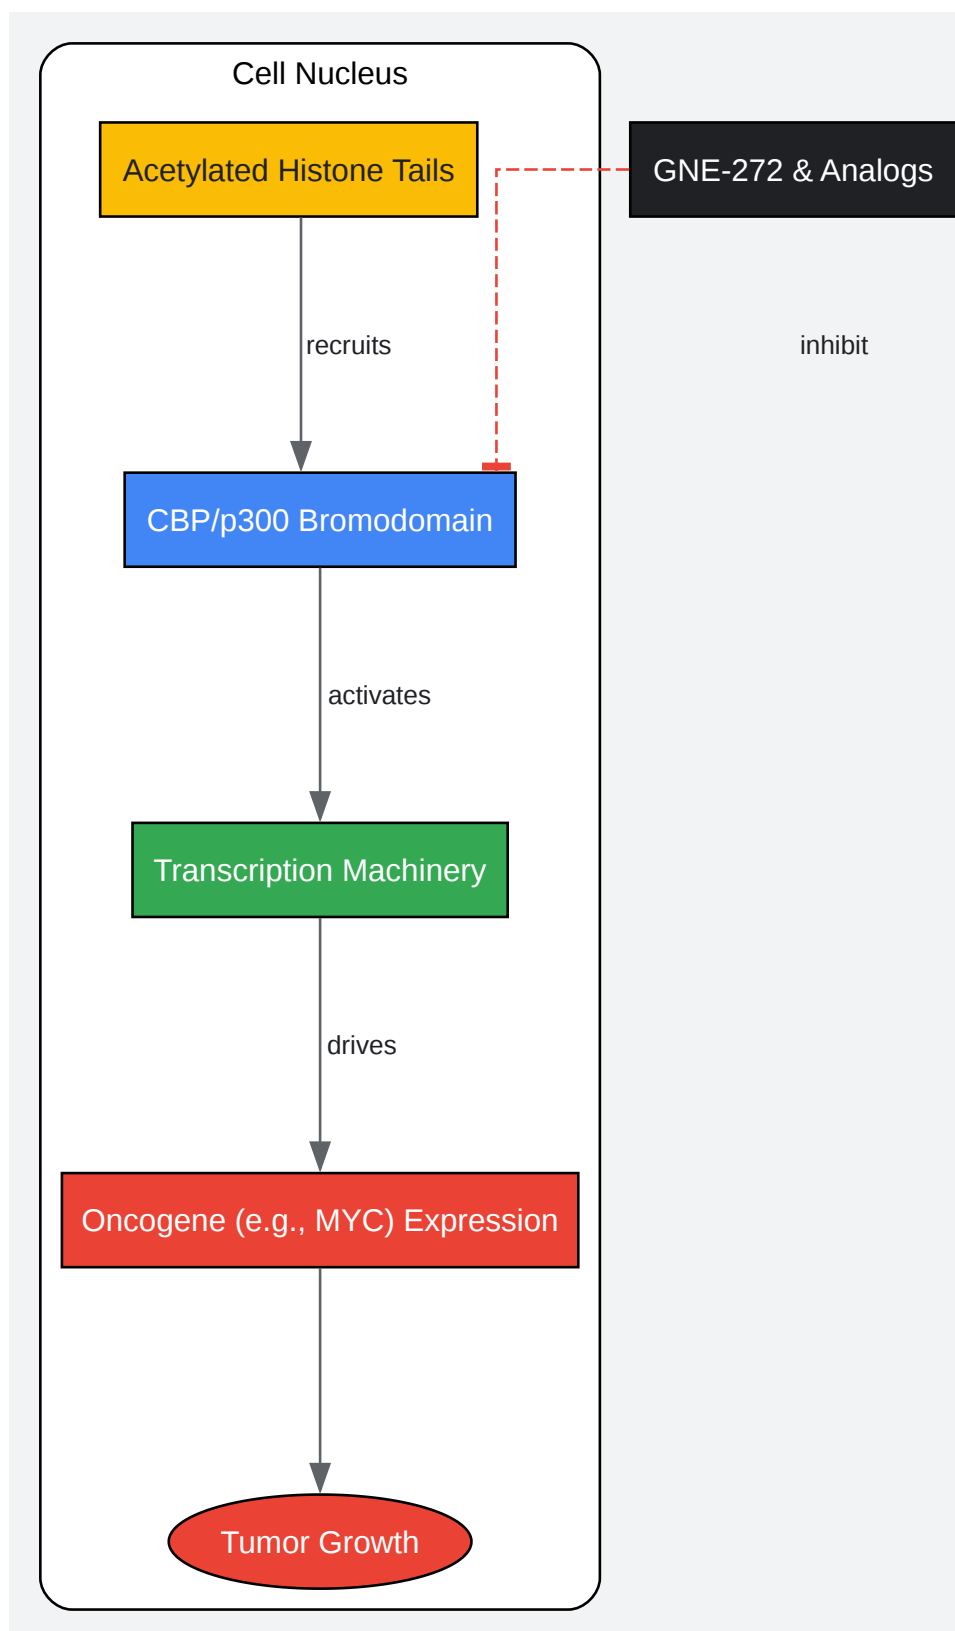 Cell Nucleus
Acetylated Histone Tails
GNE-272 & Analogs
recruits
inhibit
CBP/p300 Bromodomain
activates
Transcription Machinery
drives
Oncogene (e.g., MYC) Expression
Tumor Growth